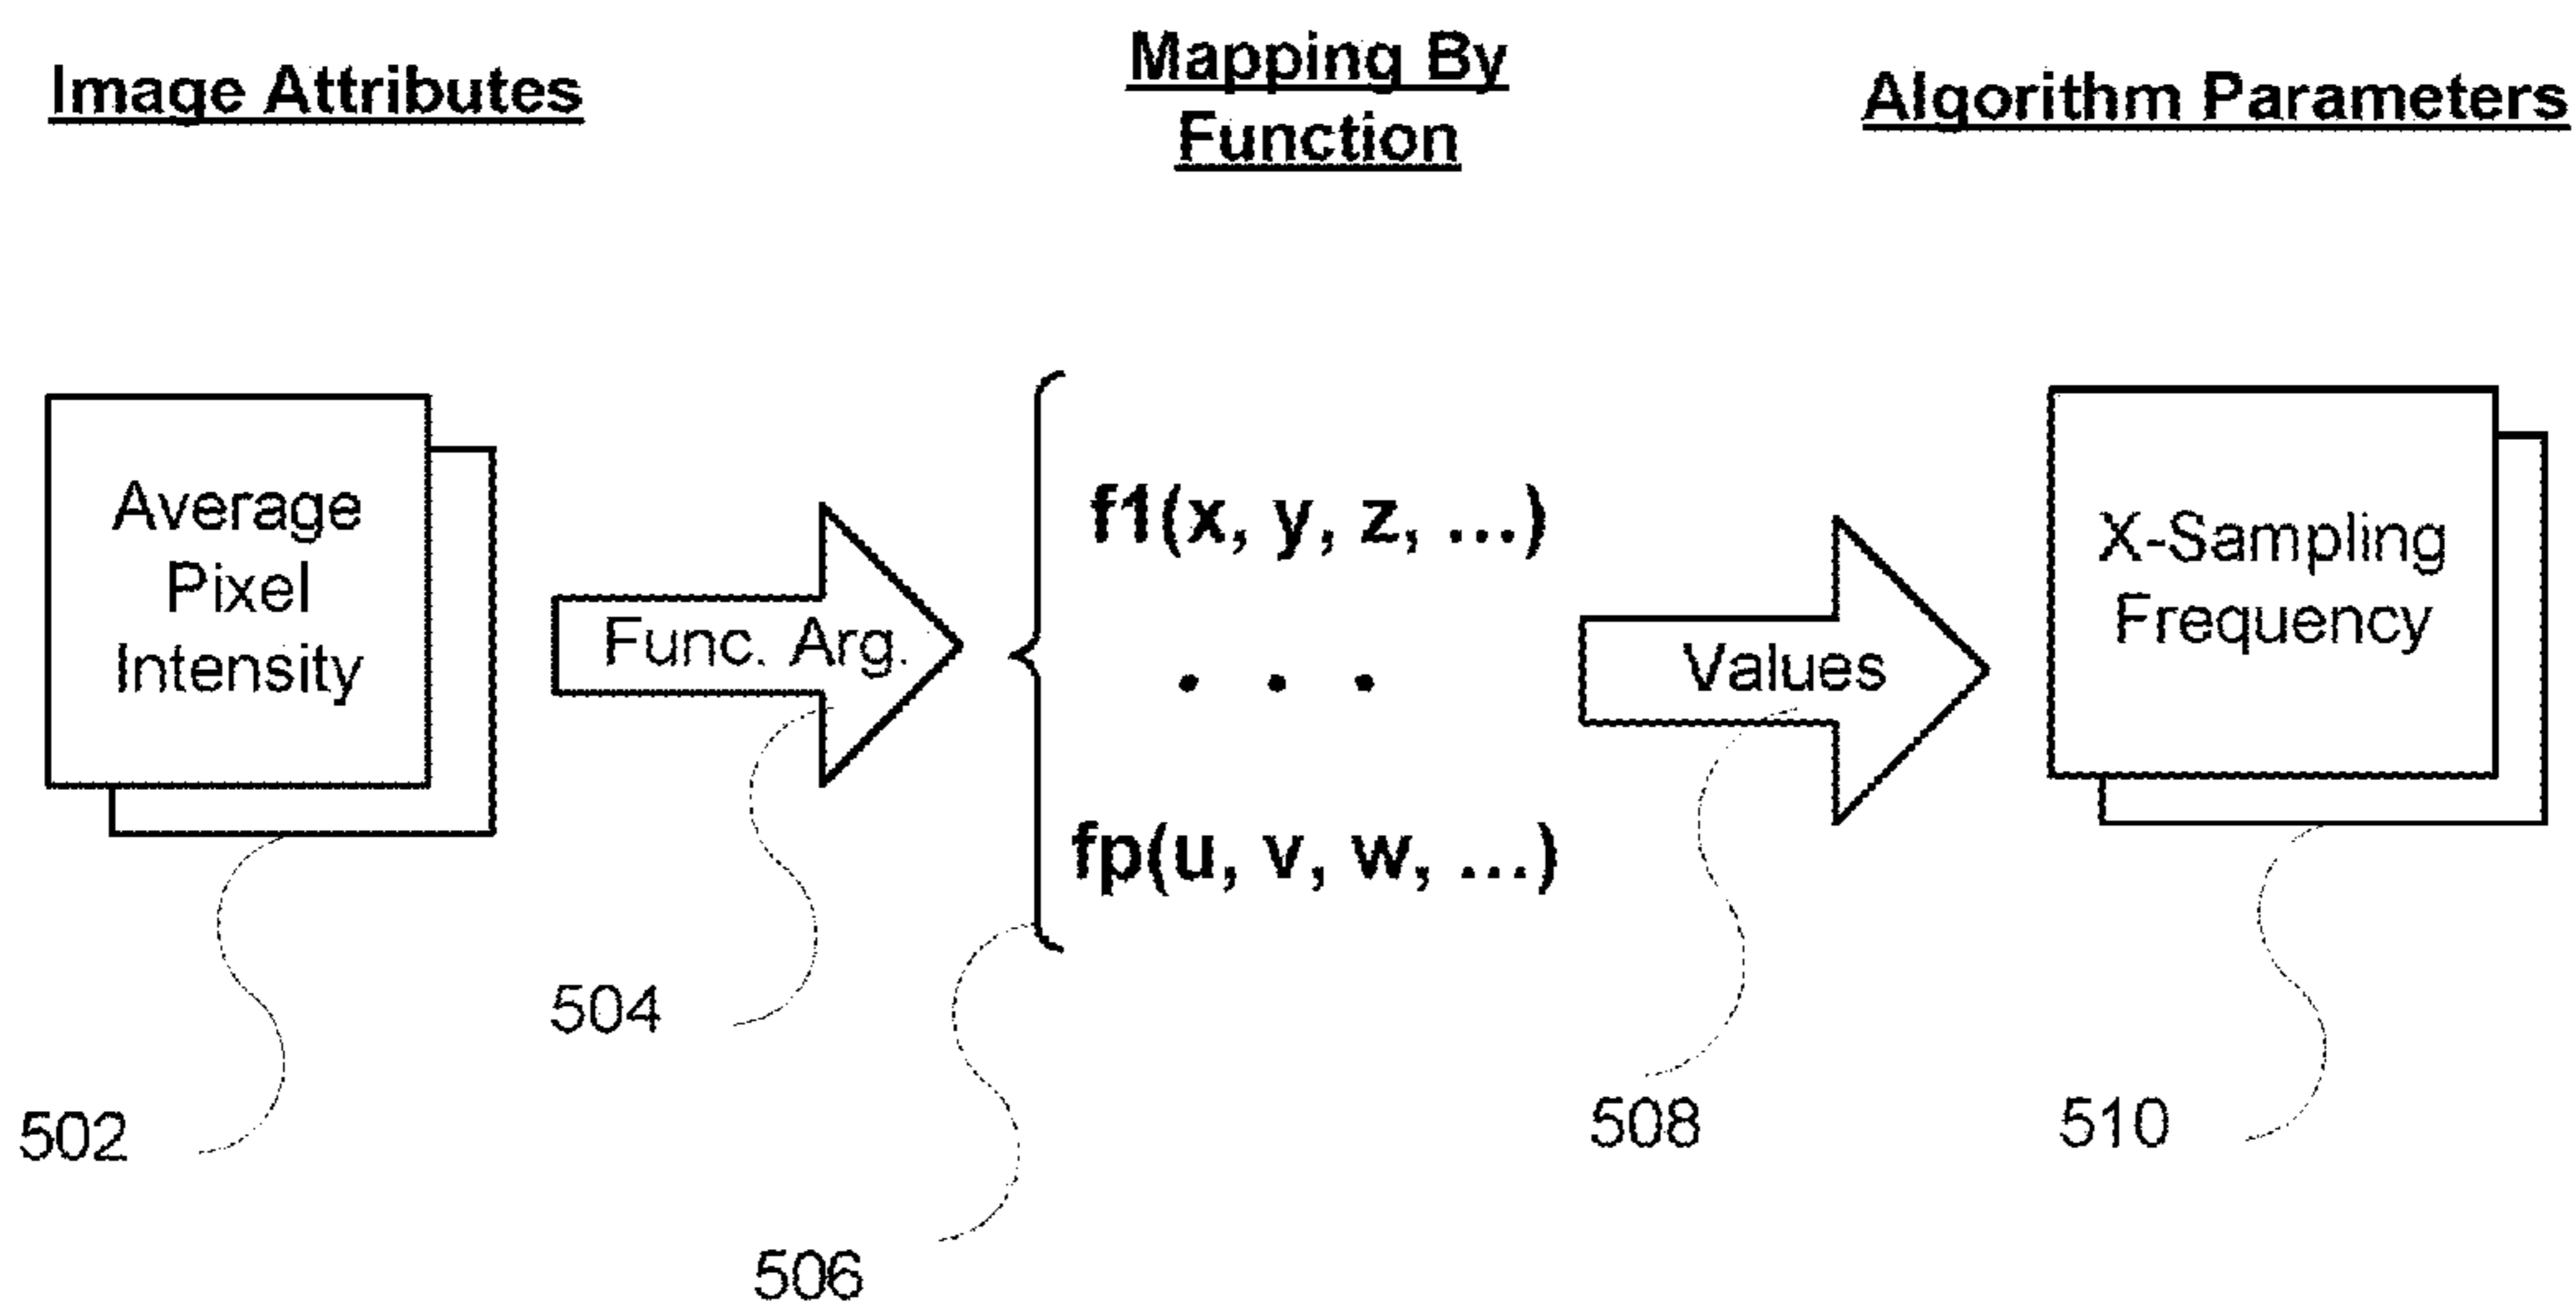 Image Attributes
Mapping By
Function
Algorithm Parameters
Average
Pixel
Intensity
Func. Arg.
f1(x, y, z, ...)
. . .
fp(u, v, w, ...)
Values
X-Sampling
Frequency
502
504
506
508
510